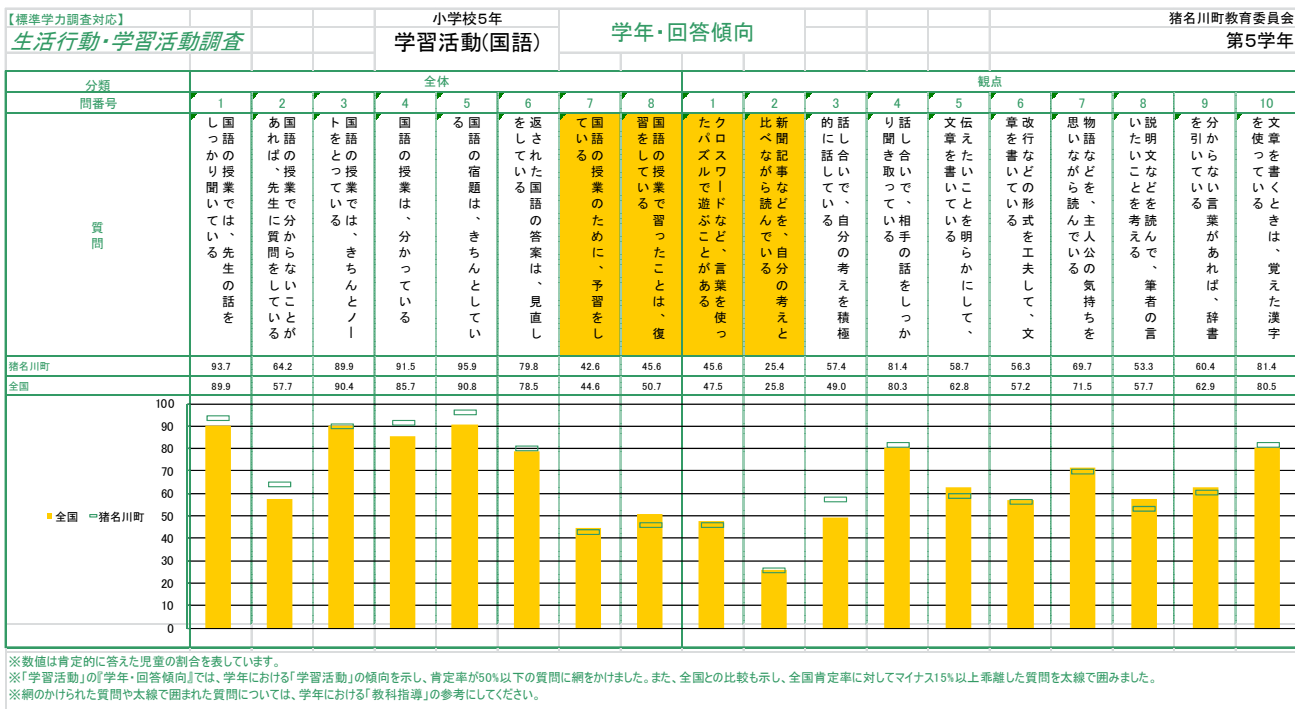 【標準学力調査対応】
小学校5年
猪名川町教育委員会
生活行動・学習活動調査
学習活動(国語)
学年・回答傾向
第5学年
分類
全体
観点
問番号
1 2 3 4 5 6 7 8 1 2 3 4 5 6 7 8 9 10
質問
国語の授業では、先生の話を
しっかり聞いている
国語の授業で分からないことが
あれば、先生に質問をしている
国語の授業では、きちんとノー
トをとっている
国語の授業は、分かっている
国語の宿題は、きちんとしてい
る
返された国語の答案は、見直し
をしている
国語の授業のために、予習をし
ている
国語の授業で習ったことは、復
習をしている
クロスワードなど、言葉を使っ
たパズルで遊ぶことがある
新聞記事などを、自分の考えと
比べながら読んでいる
話し合いで、自分の考えを積極
的に話している
話し合いで、相手の話をしっか
り聞き取っている
伝えたいことを明らかにして、
文章を書いている
改行などの形式を工夫して、文
章を書いている
物語などを、主人公の気持ちを
思いながら読んでいる
説明文などを読んで、筆者の言
いたいことを考える
分からない言葉があれば、辞書
を引いている
文章を書くときは、覚えた漢字
を使っている
猪名川町 93.7 64.2 89.9 91.5 95.9 79.8 42.6 45.6 45.6 25.4 57.4 81.4 58.7 56.3 69.7 53.3 60.4 81.4
全国 89.9 57.7 90.4 85.7 90.8 78.5 44.6 50.7 47.5 25.8 49.0 80.3 62.8 57.2 71.5 57.7 62.9 80.5
100
90
80
70
60
50
40
30
20
10
0
全国 猪名川町
※数値は肯定的に答えた児童の割合を表しています。
※「学習活動」の『学年・回答傾向』では、学年における「学習活動」の傾向を示し、肯定率が50%以下の質問に網をかけました。また、全国との比較も示し、全国肯定率に対してマイナス15%以上乖離した質問を太線で囲みました。
※網のかけられた質問や太線で囲まれた質問については、学年における「教科指導」の参考にしてください。